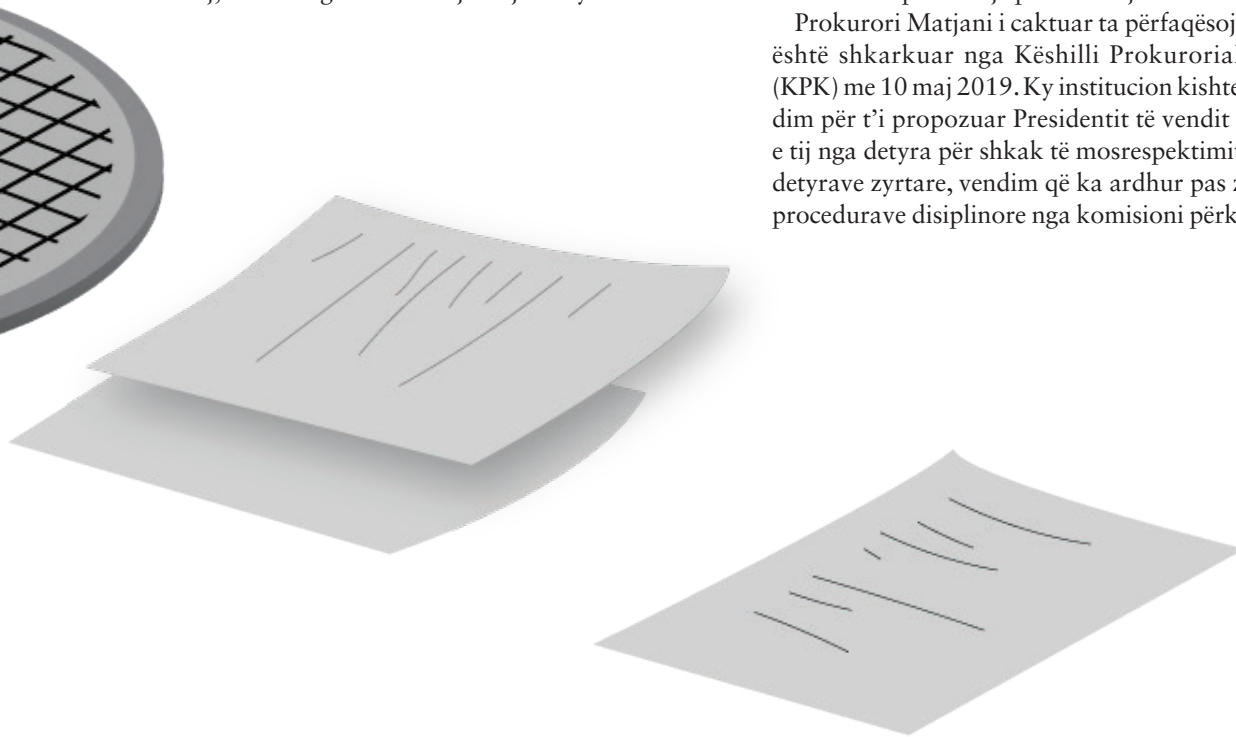 Prokurori Matjani i caktuar ta përfaqësoj
është shkarkuar nga Këshilli Prokurorial
(KPK) me 10 maj 2019. Ky institucion kishte
dim për t'i propozuar Presidentit të vendit
e tij nga detyra për shkak të mosrespektimit
detyrave zyrtare, vendim që ka ardhur pas
procedurave disiplinore nga komisioni